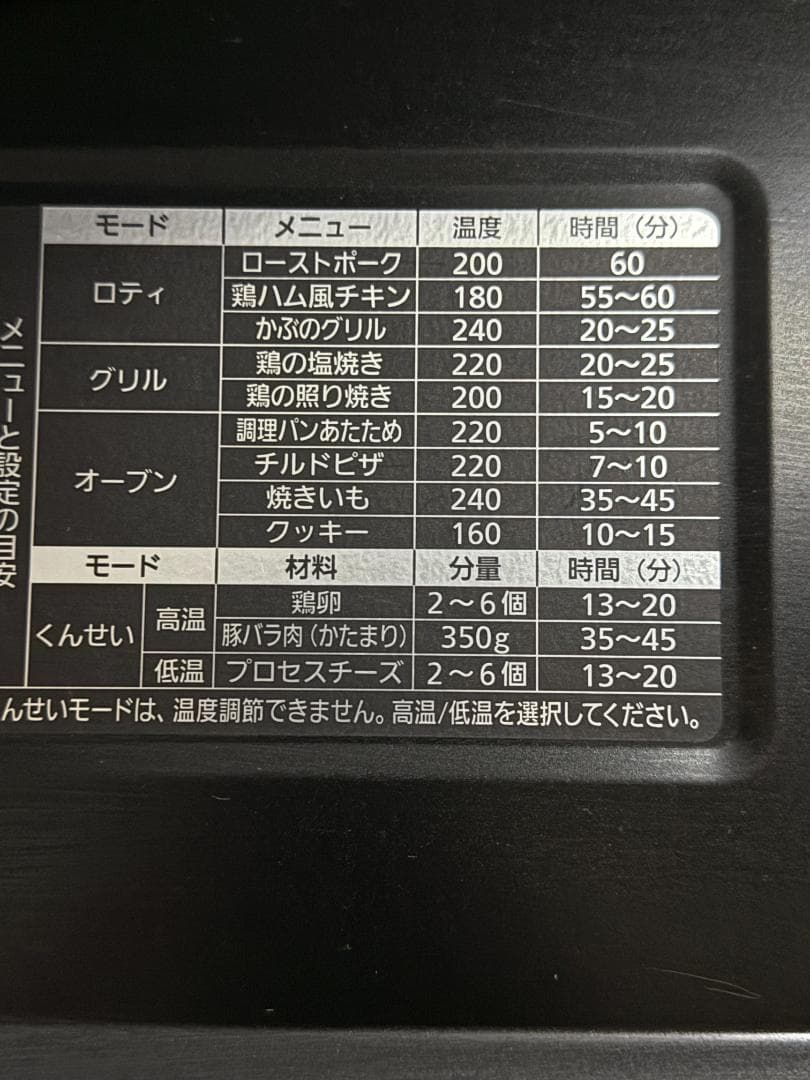 メニューと設定の目安
モード メニュー 温度 時間（分）
ロティ ローストポーク 200 60
鶏ハム風チキン 180 55〜60
かぶのグリル 240 20〜25
グリル 鶏の塩焼き 220 20〜25
鶏の照り焼き 200 15〜20
オーブン 調理パンあたため 220 5〜10
チルドピザ 220 7〜10
焼きいも 240 35〜45
クッキー 160 10〜15
モード 材料 分量 時間（分）
くんせい 高温 鶏卵 2〜6個 13〜20
豚バラ肉（かたまり） 350g 35〜45
低温 プロセスチーズ 2〜6個 13〜20
んせいモードは、温度調節できません。高温/低温を選択してください。